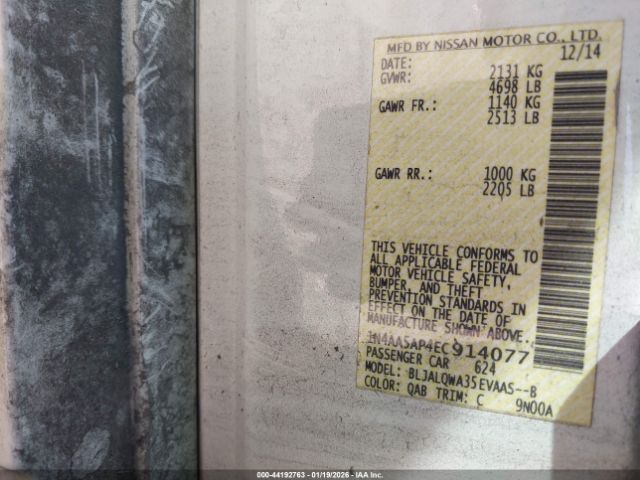 MFD BY NISSAN MOTOR CO., LTD.
DATE: 12/14
GVWR: 2131 KG
4698 LB
GAWR FR.: 1140 KG
2513 LB
GAWR RR.: 1000 KG
2205 LB
THIS VEHICLE CONFORMS TO
ALL APPLICABLE FEDERAL
MOTOR VEHICLE SAFETY,
BUMPER, AND THEFT
PREVENTION STANDARDS IN
EFFECT ON THE DATE OF
MANUFACTURE SHOWN ABOVE.
1N4AA5AP4EC914077
PASSENGER CAR 624
MODEL: BLJALQWA35EVAAS--B
COLOR: QAB TRIM: C 9N00A
000-44192763 - 01/19/2026 - IAA Inc.